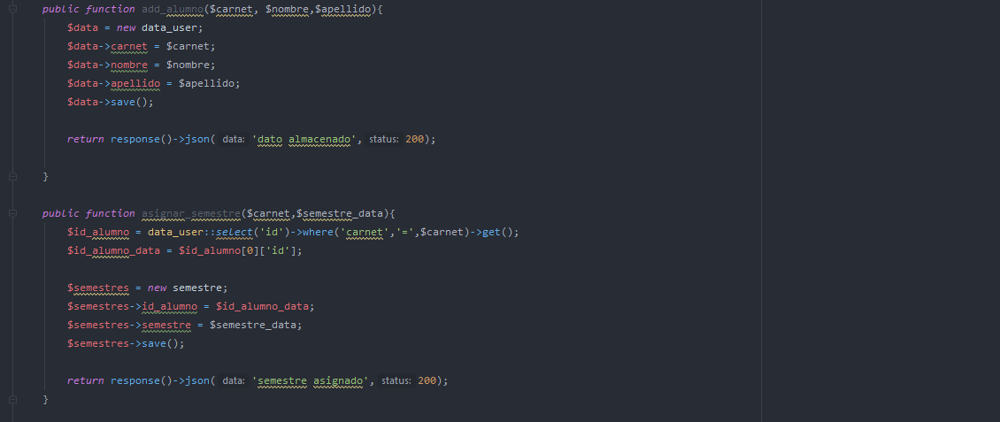 public function add_alumno($carnet, $nombre,$apellido){
$data = new data_user;
$data->carnet = $carnet;
$data->nombre = $nombre;
$data->apellido = $apellido;
$data->save();
return response()->json( data: 'dato almacenado', status: 200);
}
public function asignar_semestre($carnet,$semestre_data){
$id_alumno = data_user::select('id')->where('carnet','=',$carnet)->get();
$id_alumno_data = $id_alumno[0]['id'];
$semestres = new semestre;
$semestres->id_alumno = $id_alumno_data;
$semestres->semestre = $semestre_data;
$semestres->save();
return response()->json( data: 'semestre asignado', status: 200);
}